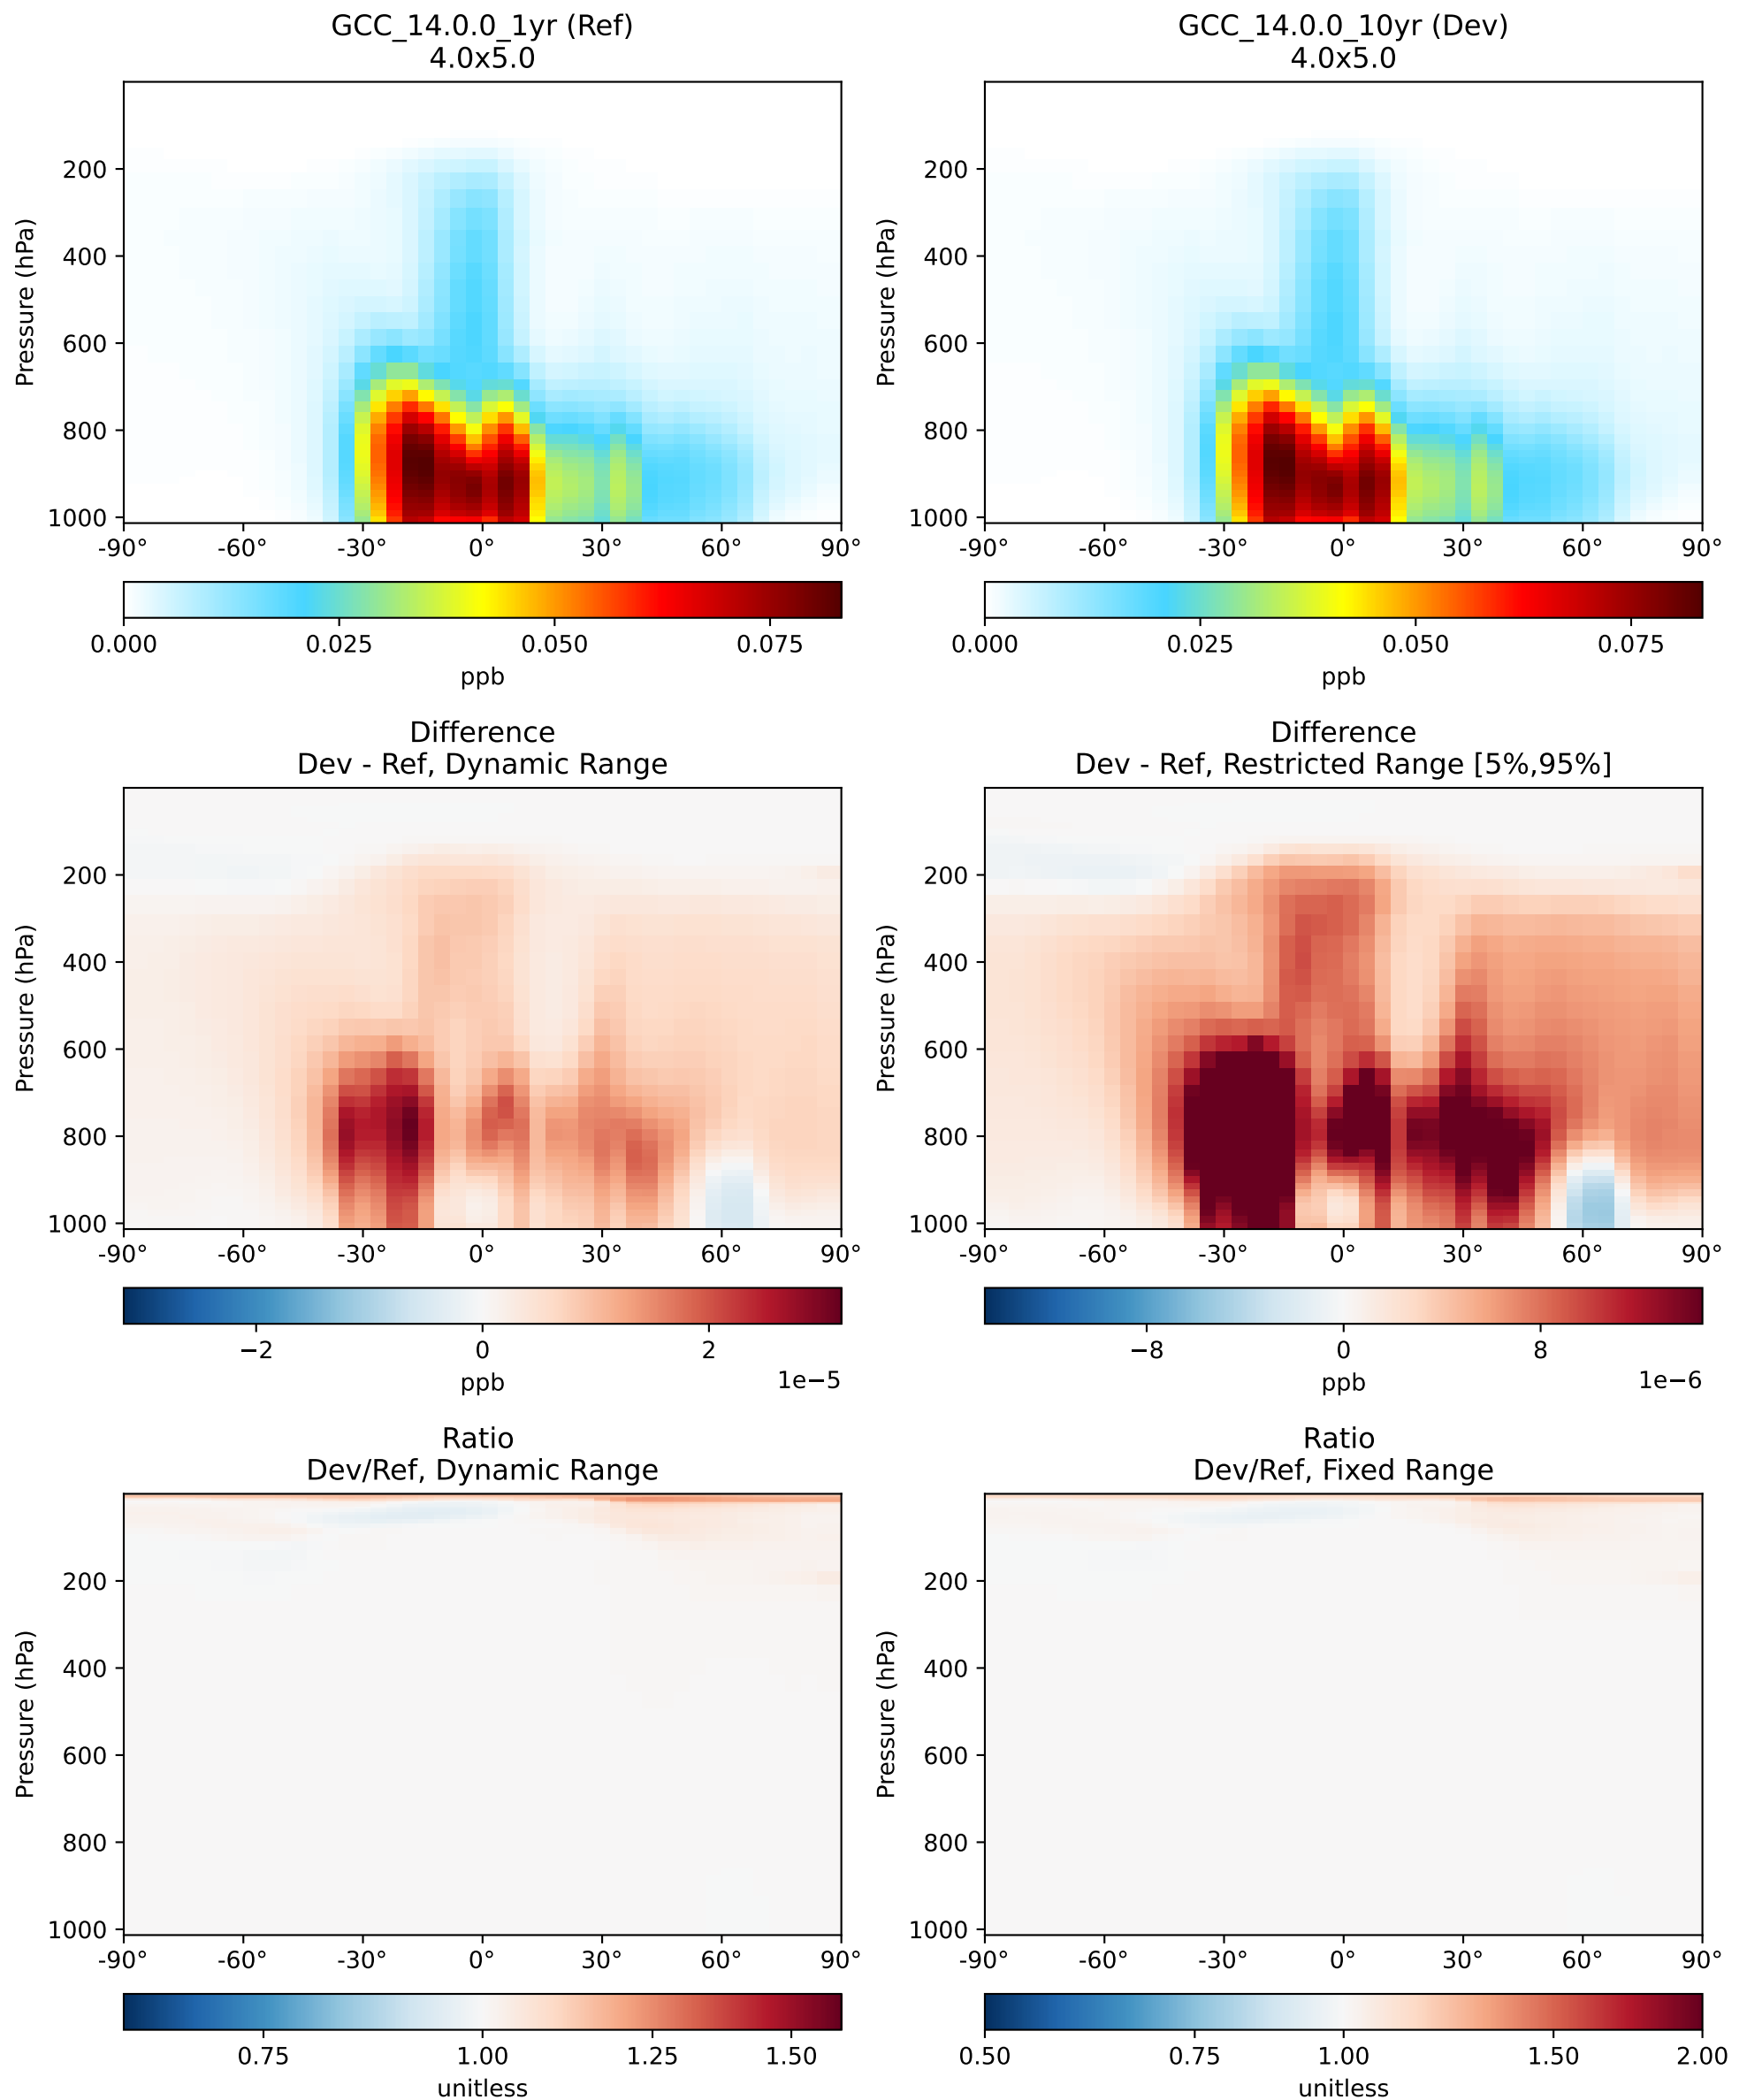 GCC_14.0.0_1yr (Ref)
4.0x5.0
Pressure (hPa)
200
400
600
800
1000
-90° -60° -30° 0° 30° 60° 90°
0.000 0.025 0.050 0.075
ppb
GCC_14.0.0_10yr (Dev)
4.0x5.0
Pressure (hPa)
200
400
600
800
1000
-90° -60° -30° 0° 30° 60° 90°
0.000 0.025 0.050 0.075
ppb
Difference
Dev - Ref, Dynamic Range
Pressure (hPa)
200
400
600
800
1000
-90° -60° -30° 0° 30° 60° 90°
−2 0 2
ppb 1e−5
Difference
Dev - Ref, Restricted Range [5%,95%]
Pressure (hPa)
200
400
600
800
1000
-90° -60° -30° 0° 30° 60° 90°
−8 0 8
ppb 1e−6
Ratio
Dev/Ref, Dynamic Range
Pressure (hPa)
200
400
600
800
1000
-90° -60° -30° 0° 30° 60° 90°
0.75 1.00 1.25 1.50
unitless
Ratio
Dev/Ref, Fixed Range
Pressure (hPa)
200
400
600
800
1000
-90° -60° -30° 0° 30° 60° 90°
0.50 0.75 1.00 1.50 2.00
unitless